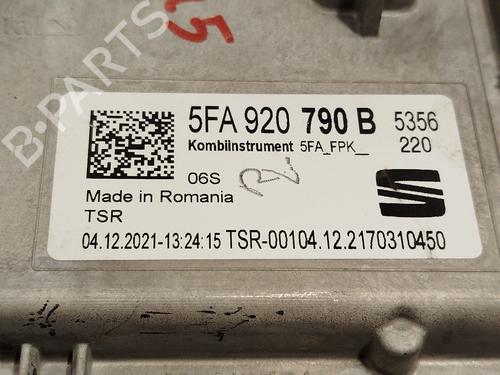 B-PARTS
5FA 920 790 B 5356
Kombiinstrument 5FA_FPK__ 220
06S
Made in Romania
TSR
04.12.2021-13:24:15 TSR-00104.12.2170310450